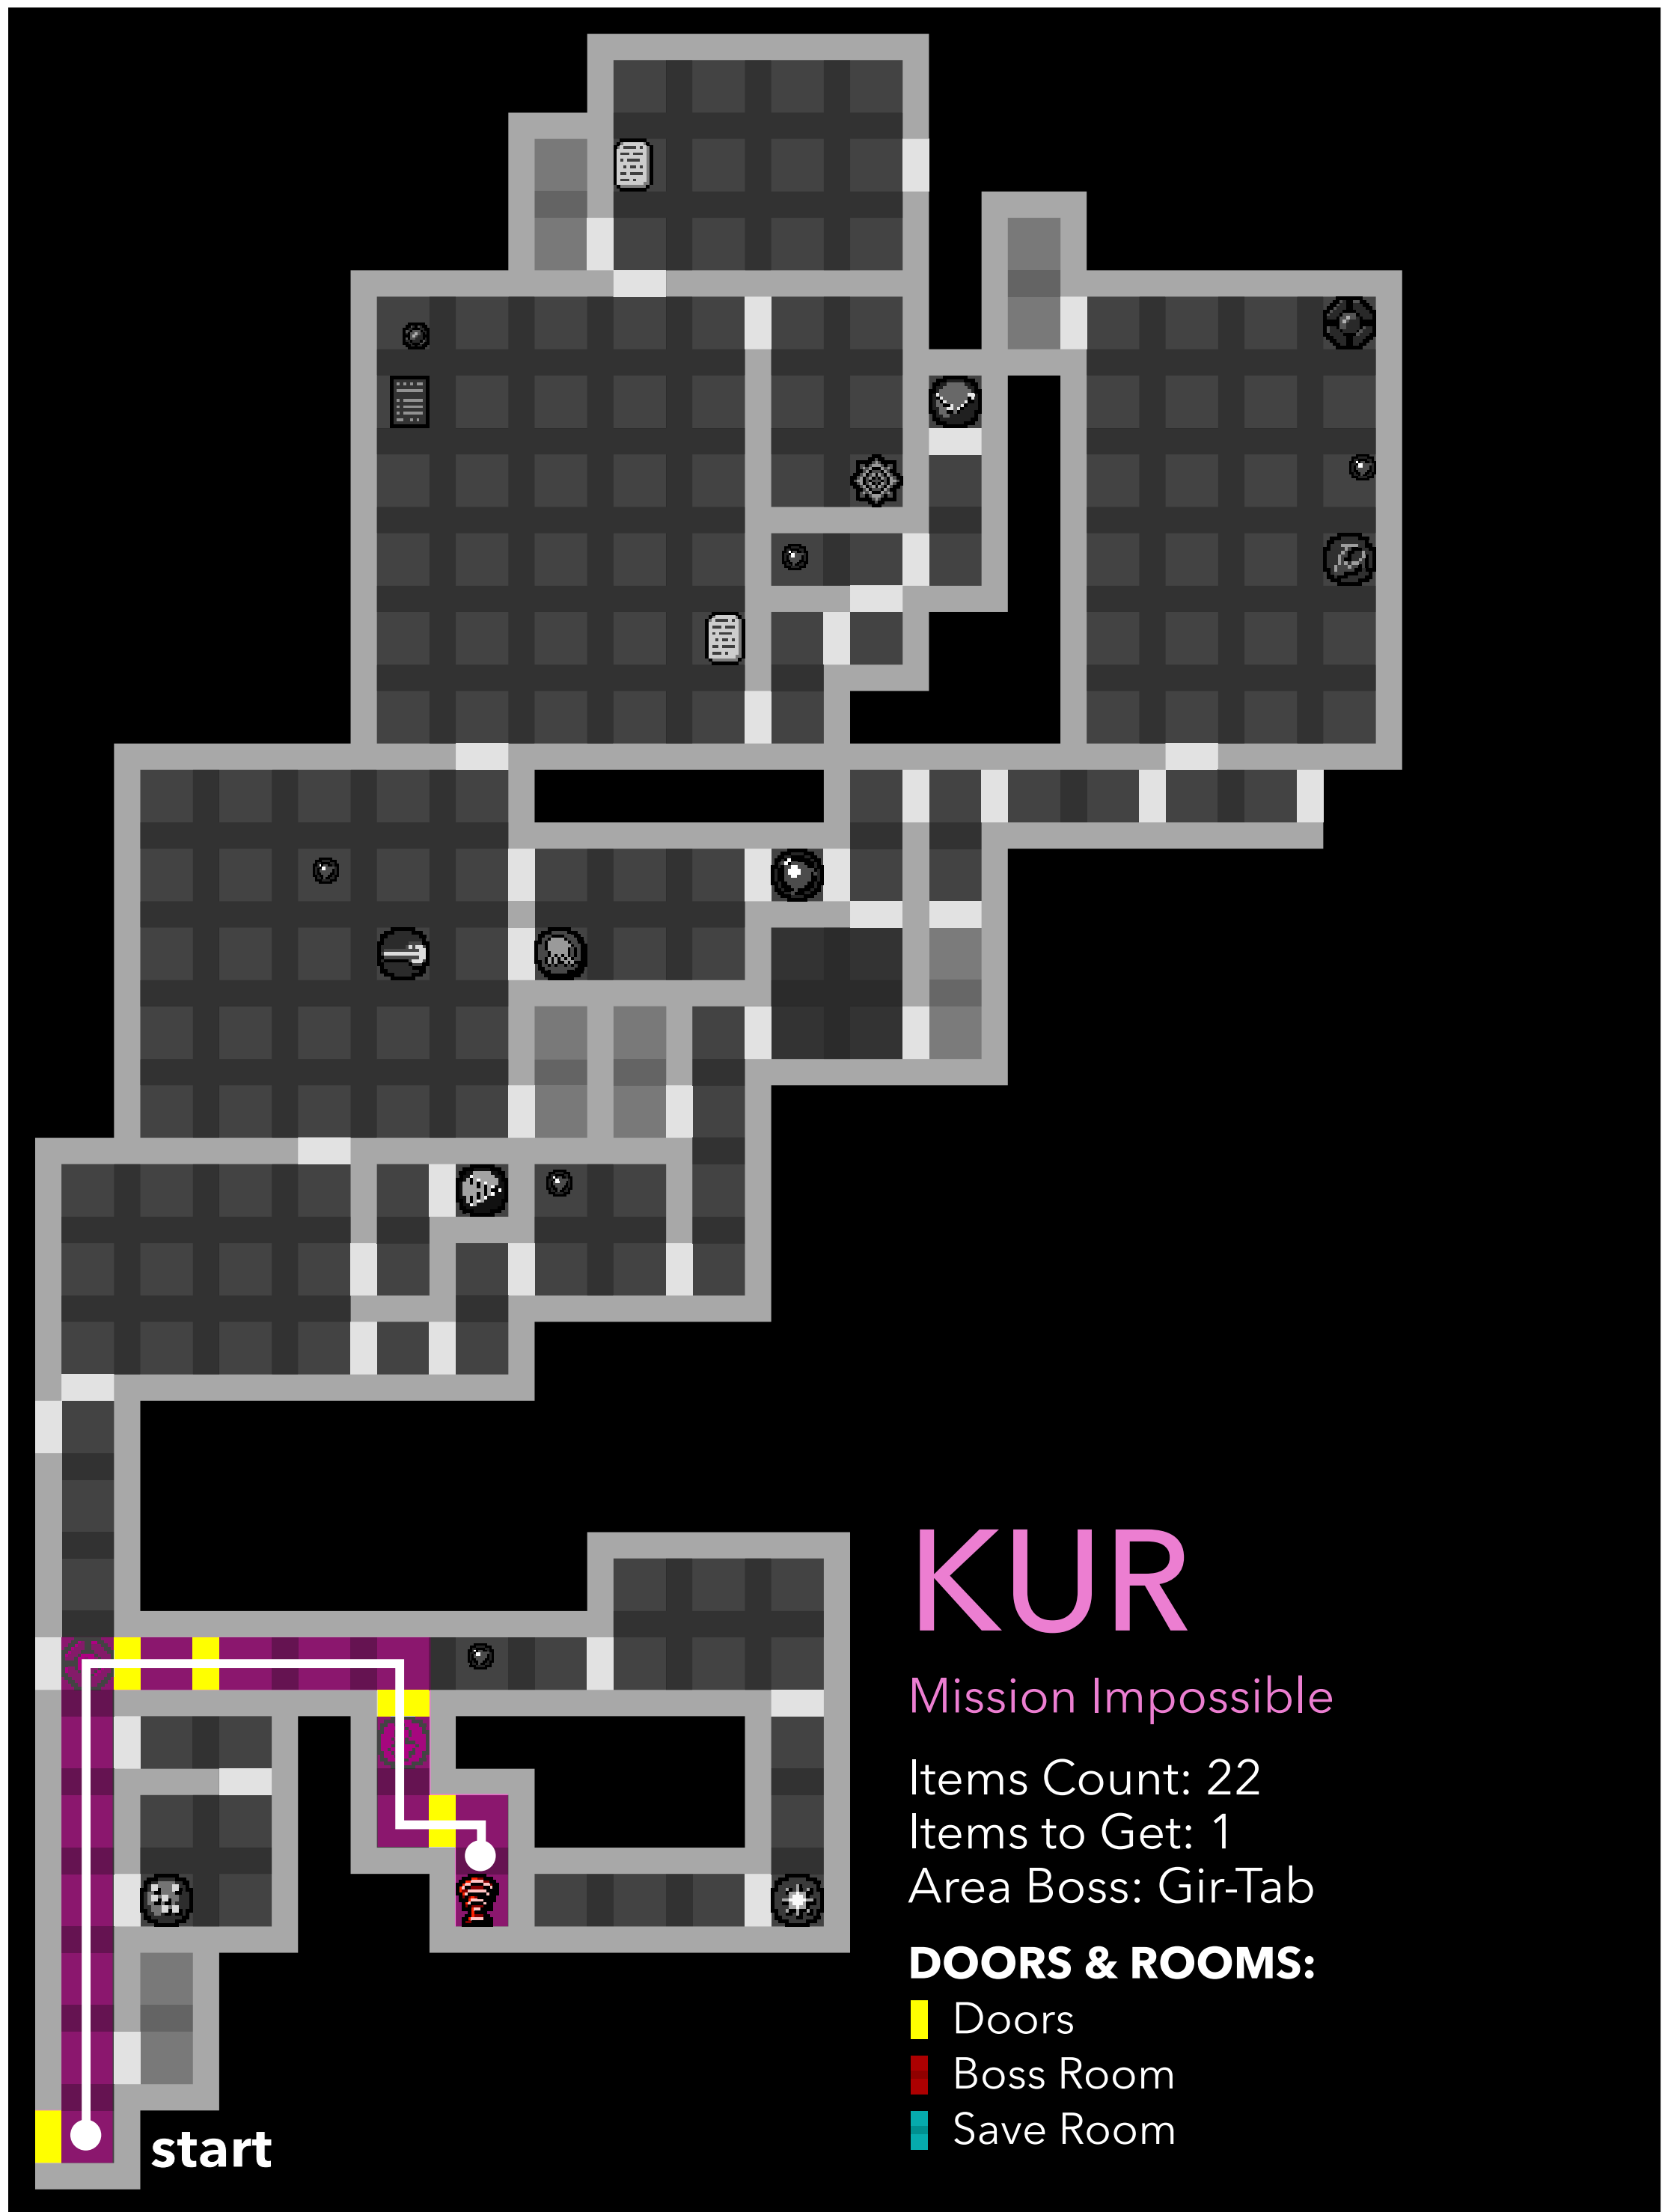 KUR
Mission Impossible
Items Count: 22
Items to Get: 1
Area Boss: Gir-Tab
DOORS & ROOMS:
Doors
Boss Room
Save Room
start